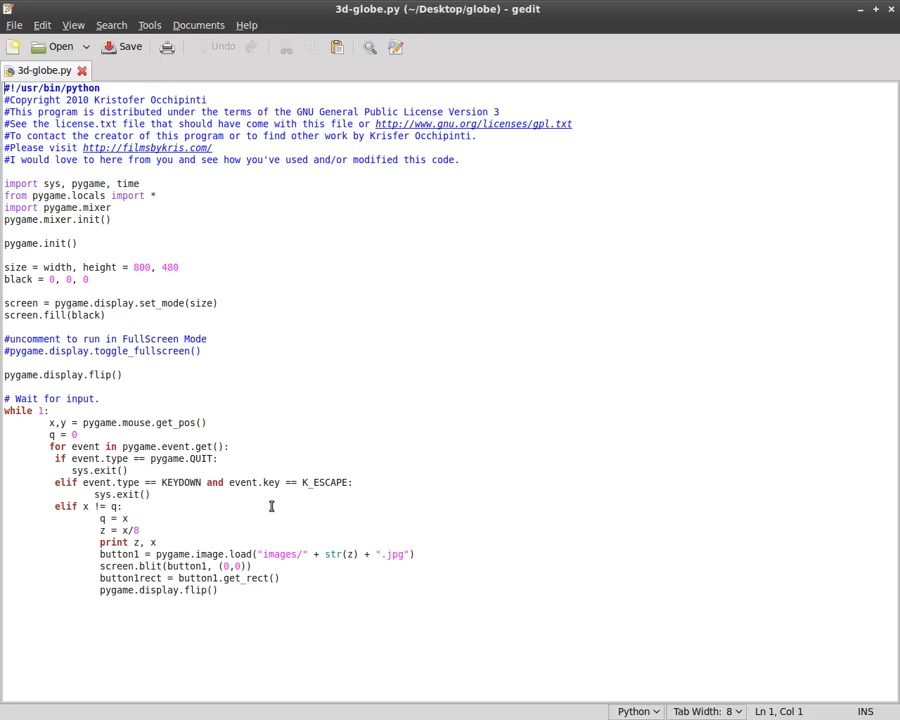 3d-globe.py (~/Desktop/globe) - gedit
File Edit View Search Tools Documents Help
Open Save Undo
3d-globe.py
#!/usr/bin/python
#Copyright 2010 Kristofer Occhipinti
#This program is distributed under the terms of the GNU General Public License Version 3
#See the license.txt file that should have come with this file or http://www.gnu.org/licenses/gpl.txt
#To contact the creator of this program or to find other work by Krisfer Occhipinti.
#Please visit http://filmsbykris.com/
#I would love to here from you and see how you've used and/or modified this code.
import sys, pygame, time
from pygame.locals import *
import pygame.mixer
pygame.mixer.init()
pygame.init()
size = width, height = 800, 480
black = 0, 0, 0
screen = pygame.display.set_mode(size)
screen.fill(black)
#uncomment to run in FullScreen Mode
#pygame.display.toggle_fullscreen()
pygame.display.flip()
# Wait for input.
while 1:
x,y = pygame.mouse.get_pos()
q = 0
for event in pygame.event.get():
if event.type == pygame.QUIT:
sys.exit()
elif event.type == KEYDOWN and event.key == K_ESCAPE:
sys.exit()
elif x != q:
q = x
z = x/8
print z, x
button1 = pygame.image.load("images/" + str(z) + ".jpg")
screen.blit(button1, (0,0))
button1rect = button1.get_rect()
pygame.display.flip()
Python Tab Width: 8 Ln 1, Col 1 INS